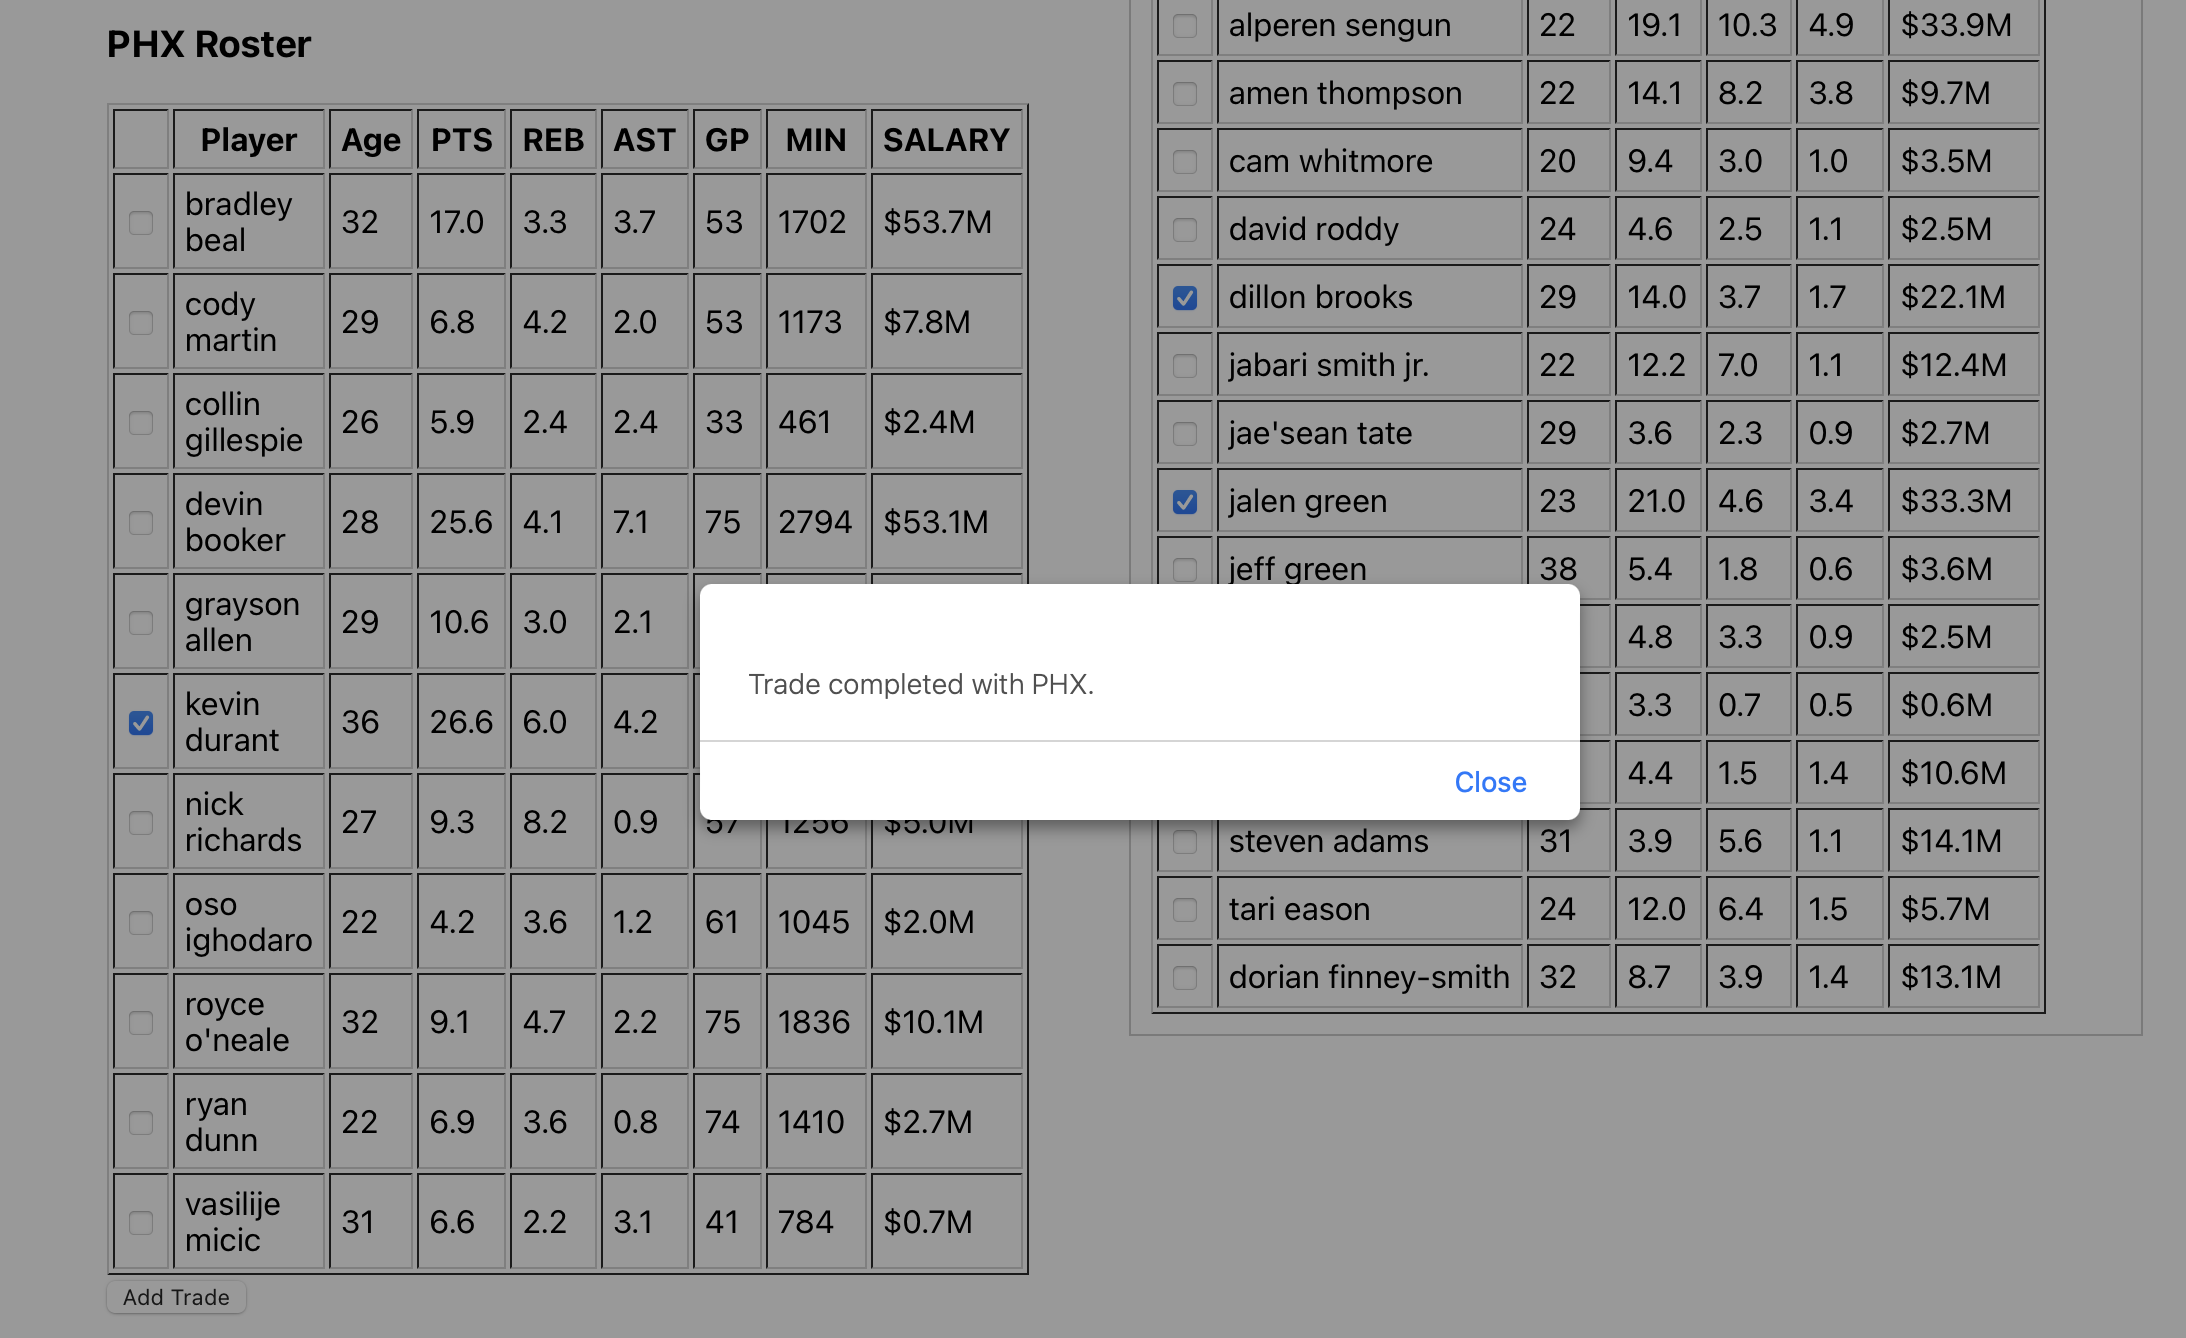 PHX Roster
Player Age PTS REB AST GP MIN SALARY
bradley beal 32 17.0 3.3 3.7 53 1702 $53.7M
cody martin 29 6.8 4.2 2.0 53 1173 $7.8M
collin gillespie 26 5.9 2.4 2.4 33 461 $2.4M
devin booker 28 25.6 4.1 7.1 75 2794 $53.1M
grayson allen 29 10.6 3.0 2.1
kevin durant 36 26.6 6.0 4.2
nick richards 27 9.3 8.2 0.9 57 1256 $5.0M
oso ighodaro 22 4.2 3.6 1.2 61 1045 $2.0M
royce o'neale 32 9.1 4.7 2.2 75 1836 $10.1M
ryan dunn 22 6.9 3.6 0.8 74 1410 $2.7M
vasilije micic 31 6.6 2.2 3.1 41 784 $0.7M
Add Trade
alperen sengun 22 19.1 10.3 4.9 $33.9M
amen thompson 22 14.1 8.2 3.8 $9.7M
cam whitmore 20 9.4 3.0 1.0 $3.5M
david roddy 24 4.6 2.5 1.1 $2.5M
dillon brooks 29 14.0 3.7 1.7 $22.1M
jabari smith jr. 22 12.2 7.0 1.1 $12.4M
jae'sean tate 29 3.6 2.3 0.9 $2.7M
jalen green 23 21.0 4.6 3.4 $33.3M
jeff green 38 5.4 1.8 0.6 $3.6M
4.8 3.3 0.9 $2.5M
3.3 0.7 0.5 $0.6M
4.4 1.5 1.4 $10.6M
steven adams 31 3.9 5.6 1.1 $14.1M
tari eason 24 12.0 6.4 1.5 $5.7M
dorian finney-smith 32 8.7 3.9 1.4 $13.1M
Trade completed with PHX.
Close